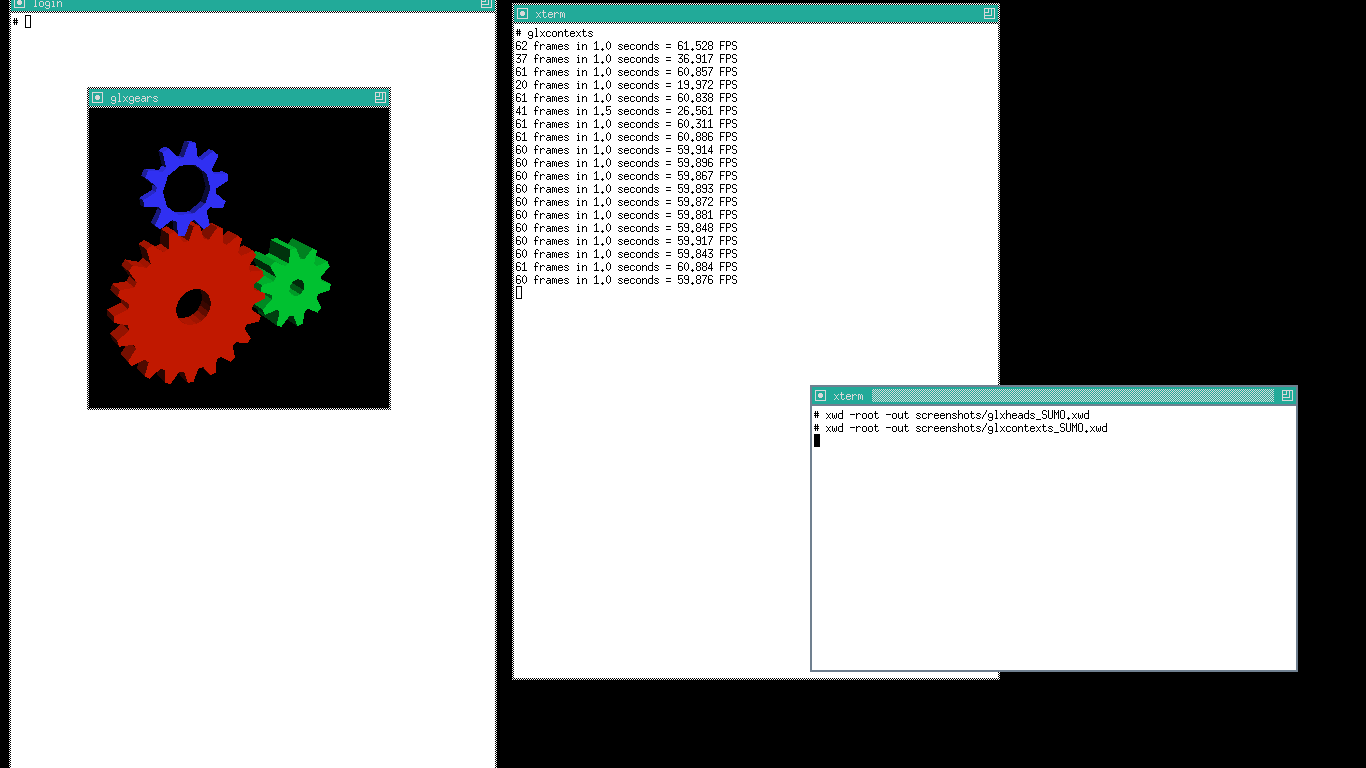 login
#
glxgears
xterm
# glxcontexts
62 frames in 1.0 seconds = 61.528 FPS
37 frames in 1.0 seconds = 36.917 FPS
61 frames in 1.0 seconds = 60.857 FPS
20 frames in 1.0 seconds = 19.972 FPS
61 frames in 1.0 seconds = 60.838 FPS
41 frames in 1.5 seconds = 26.561 FPS
61 frames in 1.0 seconds = 60.311 FPS
61 frames in 1.0 seconds = 60.886 FPS
60 frames in 1.0 seconds = 59.914 FPS
60 frames in 1.0 seconds = 59.896 FPS
60 frames in 1.0 seconds = 59.867 FPS
60 frames in 1.0 seconds = 59.893 FPS
60 frames in 1.0 seconds = 59.872 FPS
60 frames in 1.0 seconds = 59.881 FPS
60 frames in 1.0 seconds = 59.848 FPS
60 frames in 1.0 seconds = 59.917 FPS
60 frames in 1.0 seconds = 59.843 FPS
61 frames in 1.0 seconds = 60.884 FPS
60 frames in 1.0 seconds = 59.876 FPS
xterm
# xwd -root -out screenshots/glxheads_SUMO.xwd
# xwd -root -out screenshots/glxcontexts_SUMO.xwd